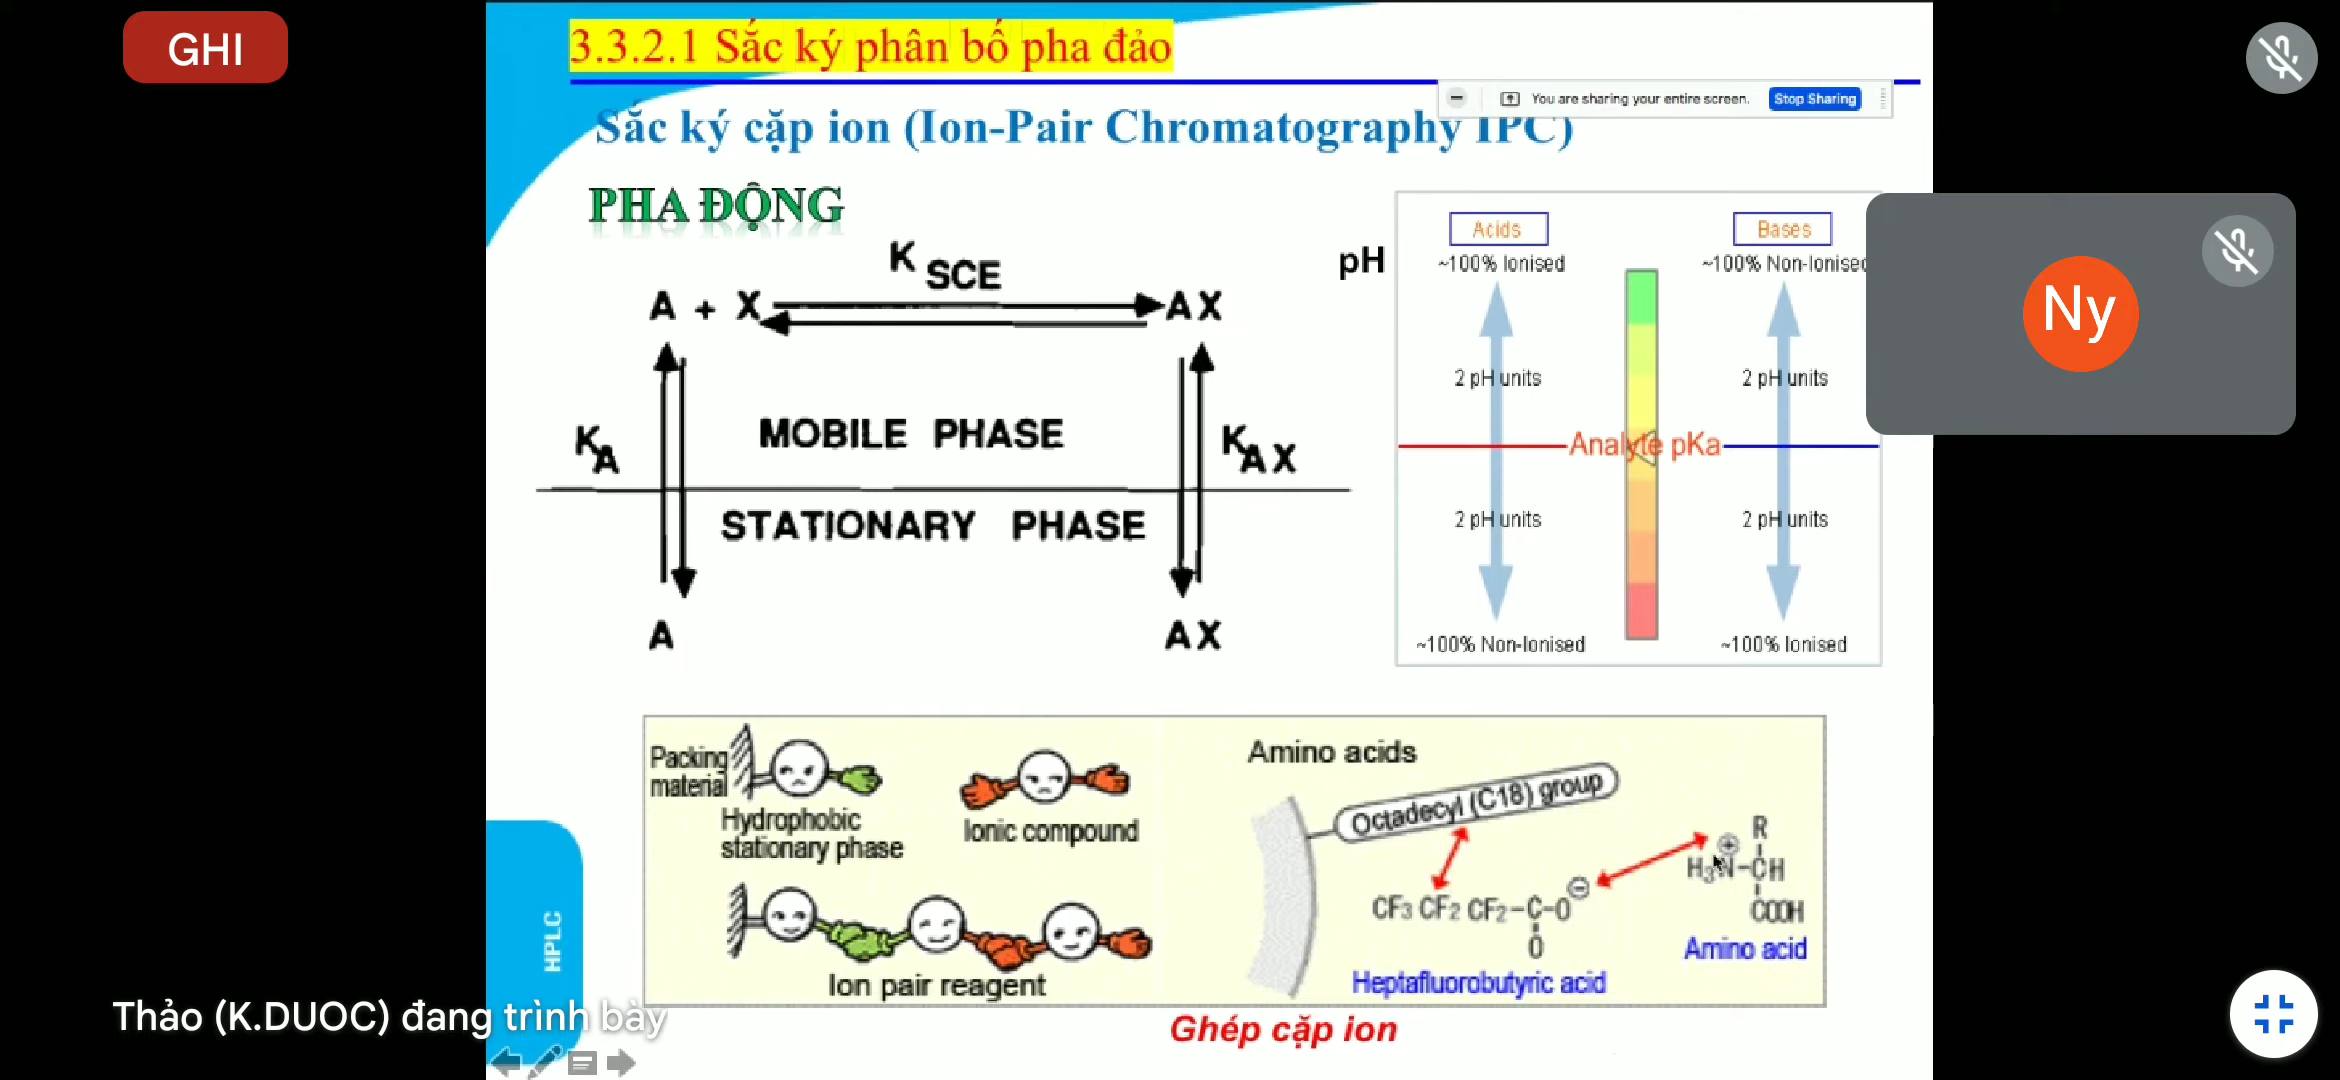 GHI
3.3.2.1 Sắc ký phân bố pha đảo
You are sharing your entire screen.
Stop Sharing
Sắc ký cặp ion (Ion-Pair Chromatography IPC)
PHA ĐỘNG
K SCE
A + X
AX
KA
MOBILE PHASE
KAX
STATIONARY PHASE
A
AX
pH
Acids
Bases
~100% Ionised
~100% Non-Ionised
2 pH units
2 pH units
Analyte pKa
2 pH units
2 pH units
~100% Non-Ionised
~100% Ionised
Ny
Packing
material
Hydrophobic
stationary phase
Ionic compound
Ion pair reagent
Amino acids
Octadecyl (C18) group
CF3 CF2 CF2-C-O
⊖
O
Heptafluorobutyric acid
R
⊕
H3N-CH
COOH
Amino acid
HPLC
Thảo (K.DUOC) đang trình bày
Ghép cặp ion